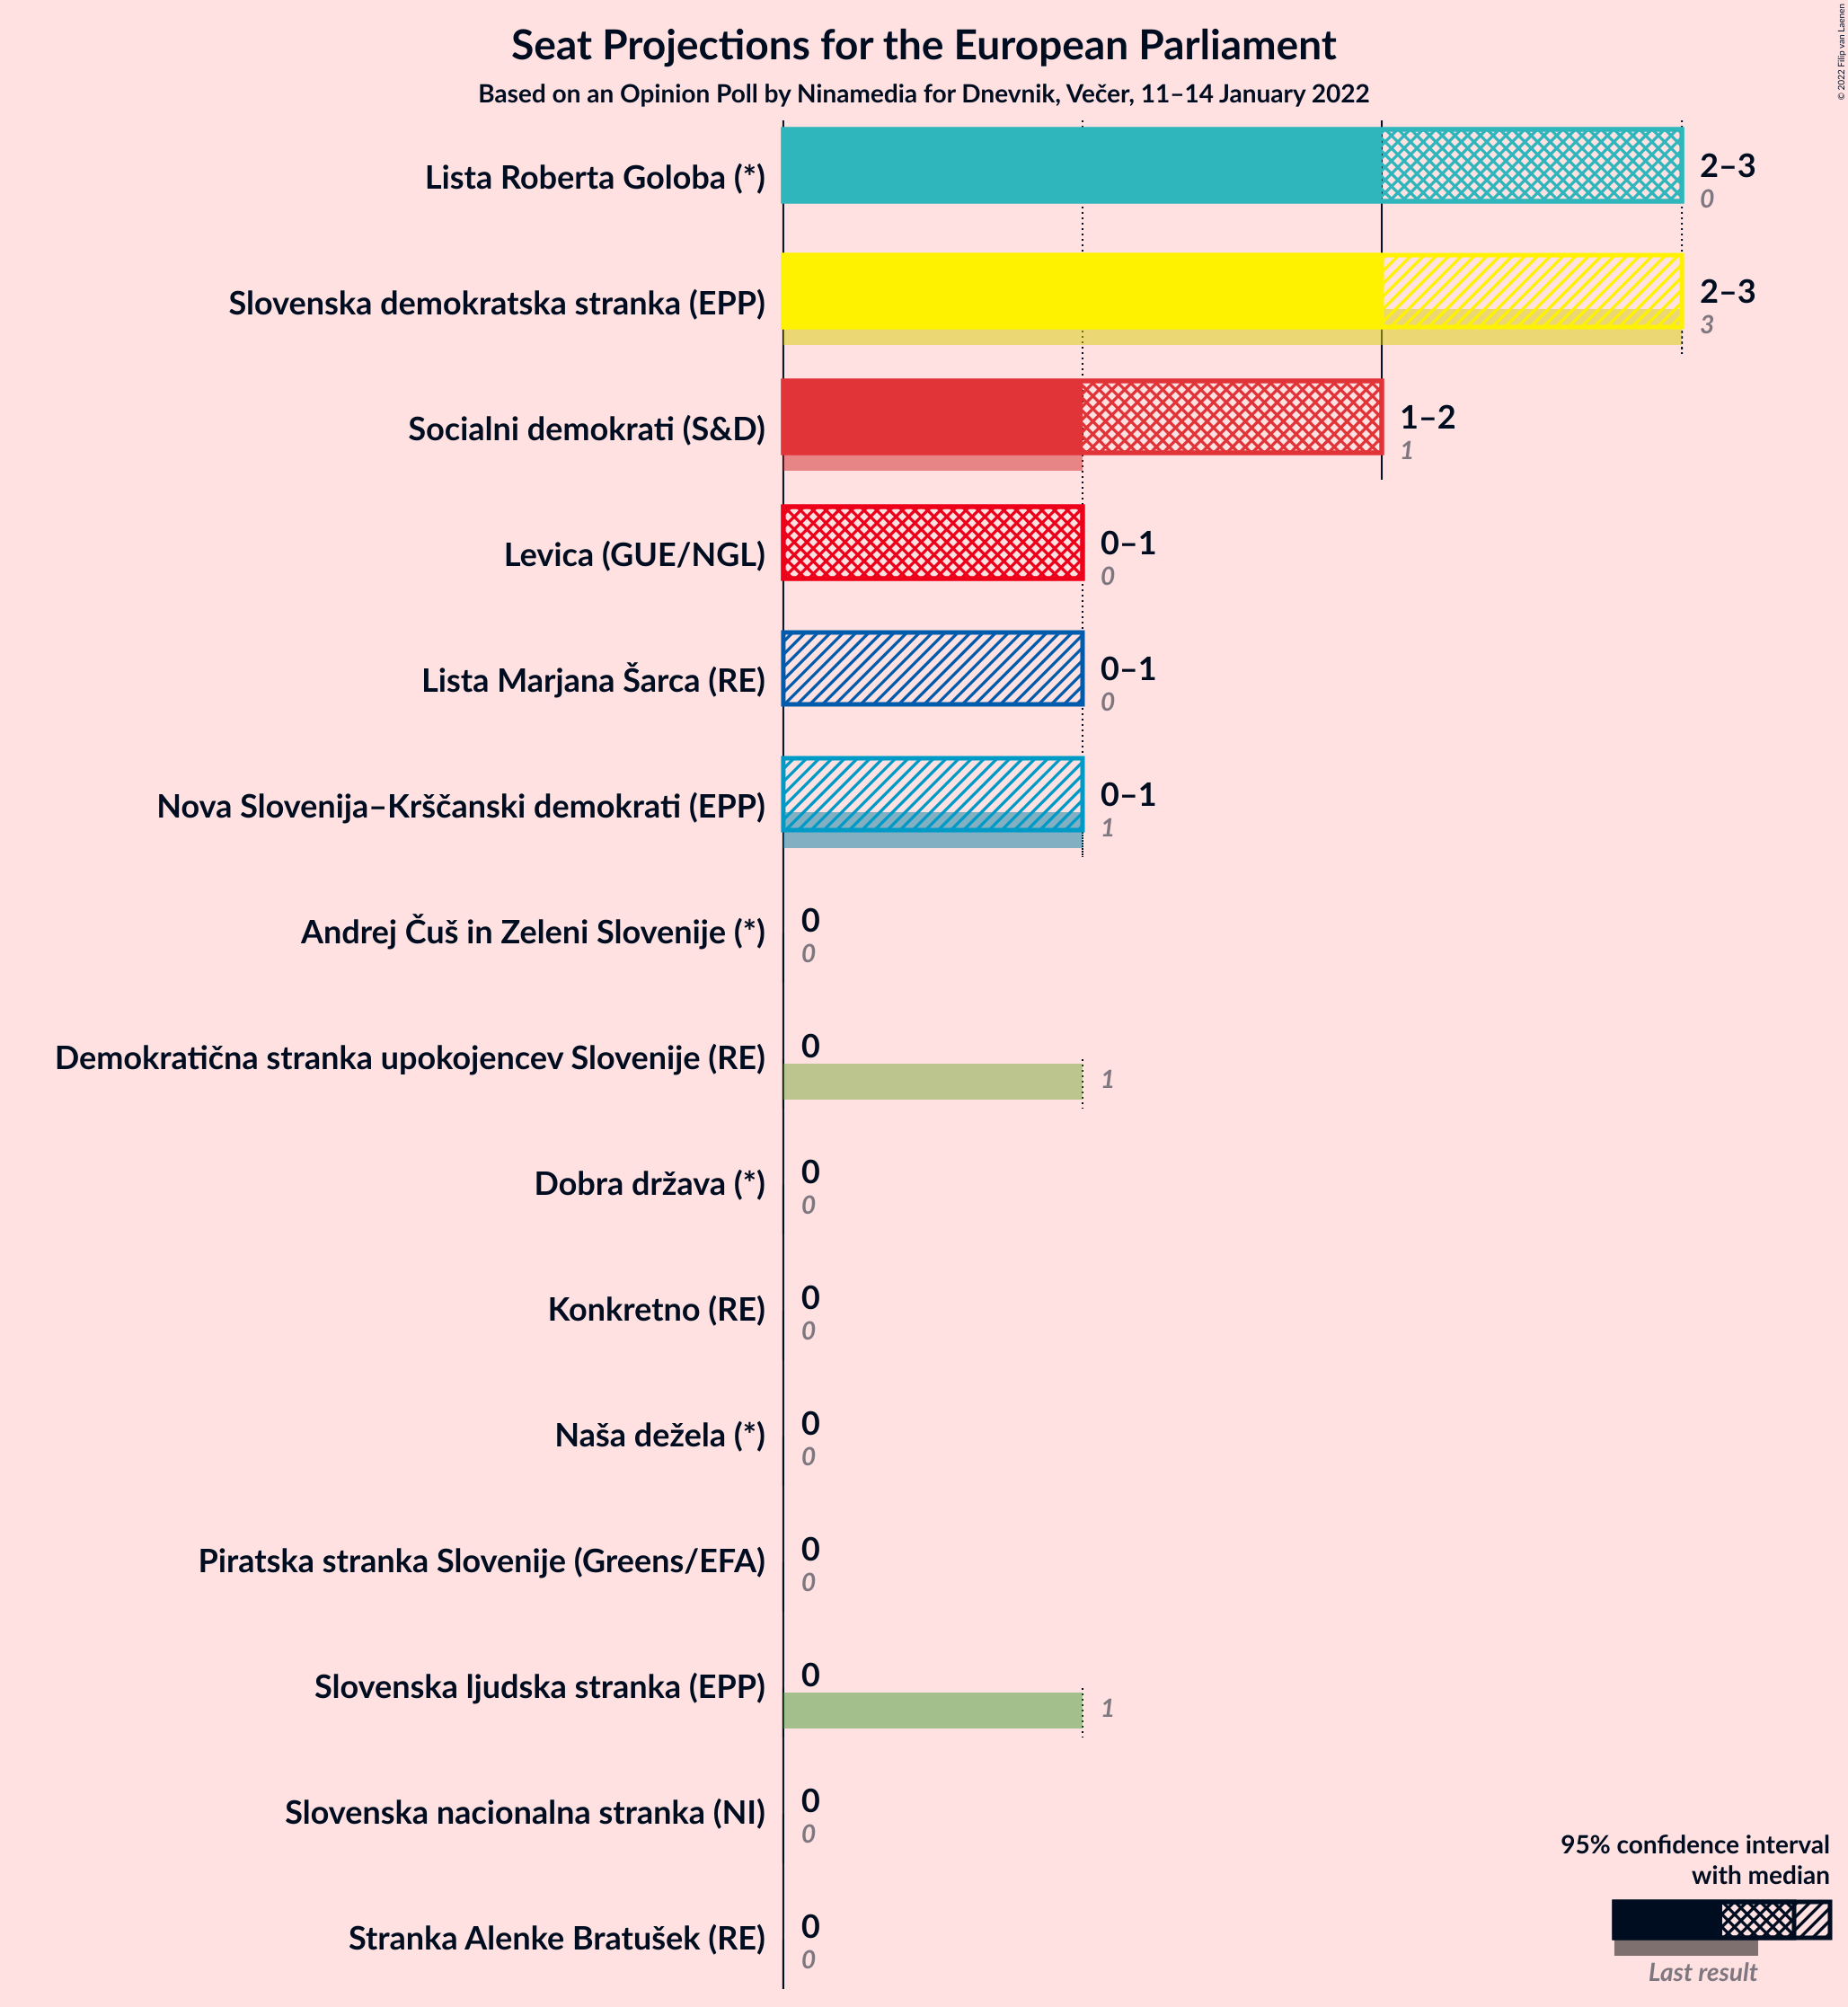 Seat Projections for the European Parliament
Based on an Opinion Poll by Ninamedia for Dnevnik, Večer, 11–14 January 2022
© 2022 Filip van Laenen
Lista Roberta Goloba (*)
2–3
0
Slovenska demokratska stranka (EPP)
2–3
3
Socialni demokrati (S&D)
1–2
1
Levica (GUE/NGL)
0–1
0
Lista Marjana Šarca (RE)
0–1
0
Nova Slovenija–Krščanski demokrati (EPP)
0–1
1
Andrej Čuš in Zeleni Slovenije (*)
0
0
Demokratična stranka upokojencev Slovenije (RE)
0
1
Dobra država (*)
0
0
Konkretno (RE)
0
0
Naša dežela (*)
0
0
Piratska stranka Slovenije (Greens/EFA)
0
0
Slovenska ljudska stranka (EPP)
0
1
Slovenska nacionalna stranka (NI)
0
0
Stranka Alenke Bratušek (RE)
0
0
95% confidence interval
with median
Last result